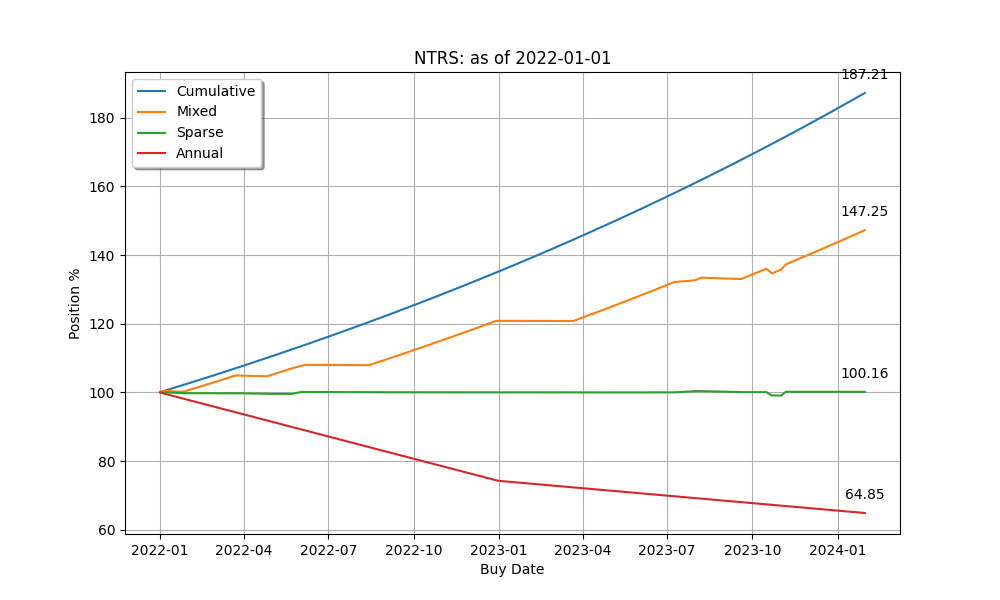 NTRS: as of 2022-01-01
187.21
Cumulative
Mixed
Sparse
Annual
180
160
147.25
140
120
100.16
100
80
64.85
60
Position %
2022-01 2022-04 2022-07 2022-10 2023-01 2023-04 2023-07 2023-10 2024-01
Buy Date